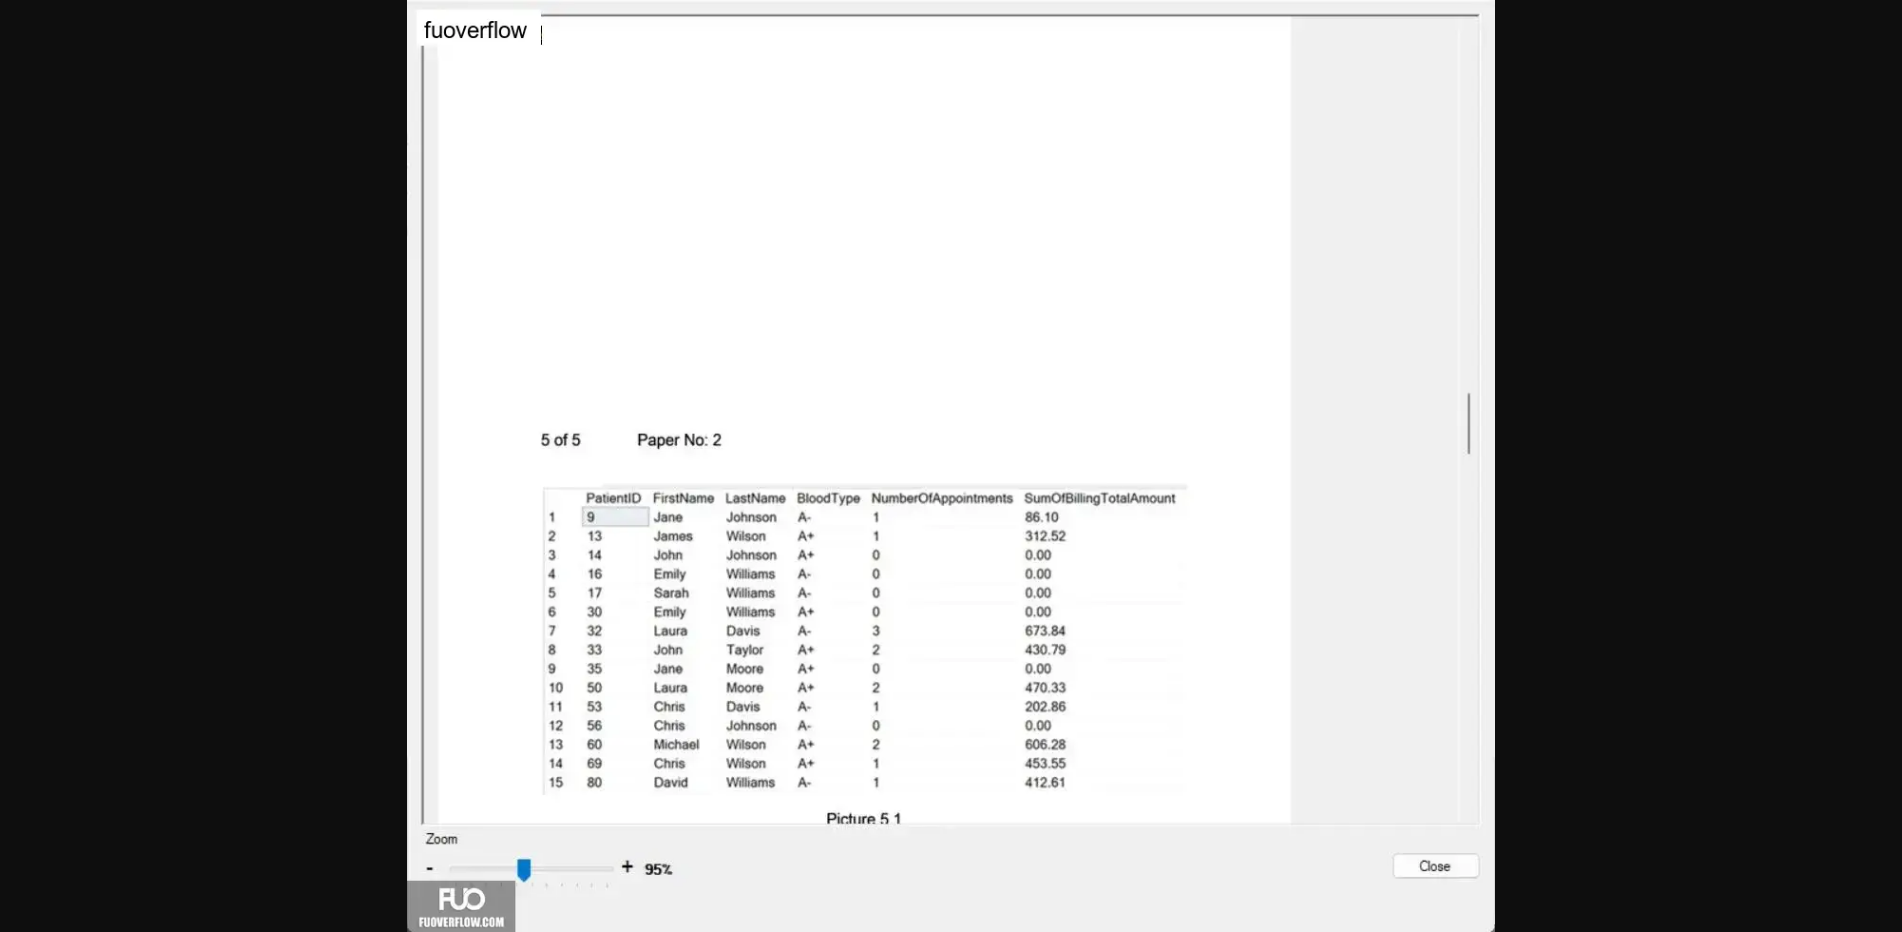 fuoverflow
5 of 5 Paper No: 2
PatientID FirstName LastName BloodType NumberOfAppointments SumOfBillingTotalAmount
1 9 Jane Johnson A- 1 86.10
2 13 James Wilson A+ 1 312.52
3 14 John Johnson A+ 0 0.00
4 16 Emily Williams A- 0 0.00
5 17 Sarah Williams A- 0 0.00
6 30 Emily Williams A+ 0 0.00
7 32 Laura Davis A- 3 673.84
8 33 John Taylor A+ 2 430.79
9 35 Jane Moore A+ 0 0.00
10 50 Laura Moore A+ 2 470.33
11 53 Chris Davis A- 1 202.86
12 56 Chris Johnson A- 0 0.00
13 60 Michael Wilson A+ 2 606.28
14 69 Chris Wilson A+ 1 453.55
15 80 David Williams A- 1 412.61
Picture 5.1
Zoom
- + 95%
Close
FUO
FUOVERFLOW.COM